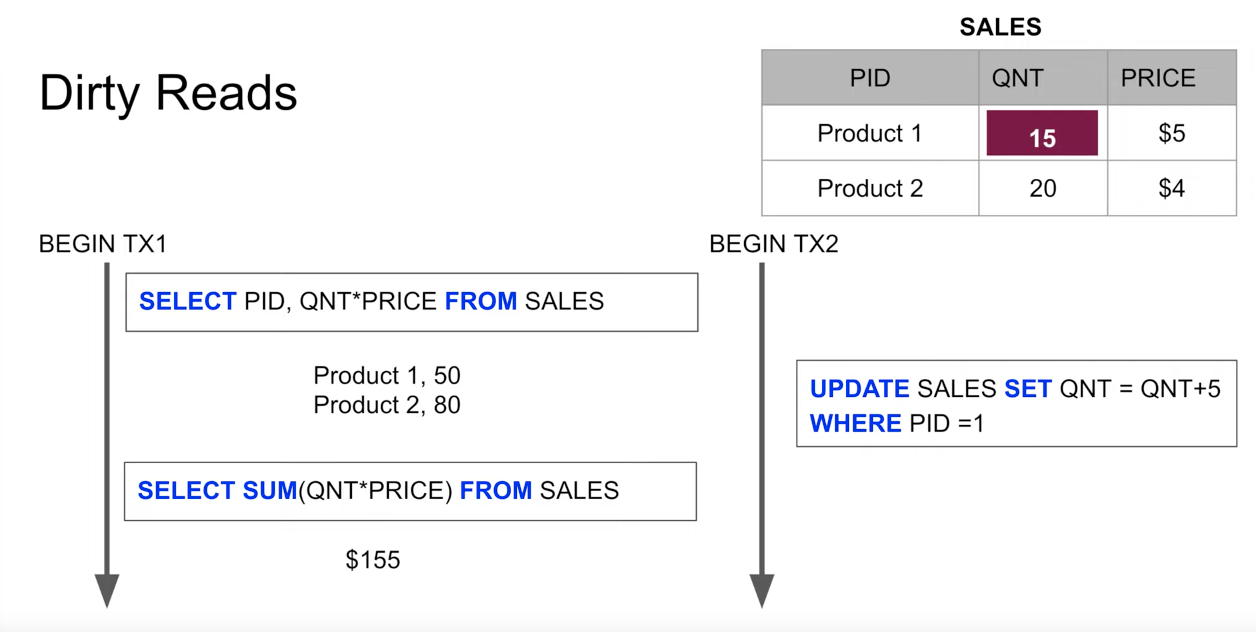 SALES
Dirty Reads
PID QNT PRICE
Product 1 15 $5
Product 2 20 $4
BEGIN TX1
BEGIN TX2
SELECT PID, QNT*PRICE FROM SALES
Product 1, 50
Product 2, 80
UPDATE SALES SET QNT = QNT+5
WHERE PID =1
SELECT SUM(QNT*PRICE) FROM SALES
$155